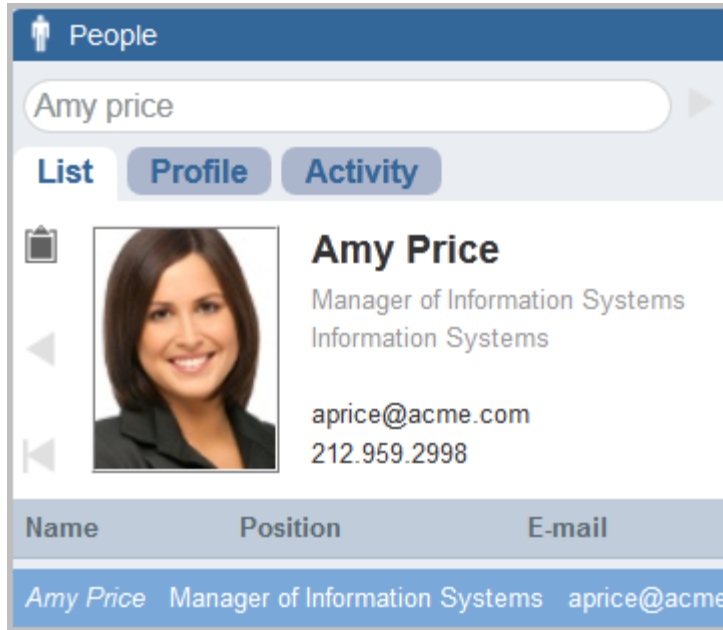 People
Amy price
List Profile Activity
Amy Price
Manager of Information Systems
Information Systems
aprice@acme.com
212.959.2998
Name Position E-mail
Amy Price Manager of Information Systems aprice@acme